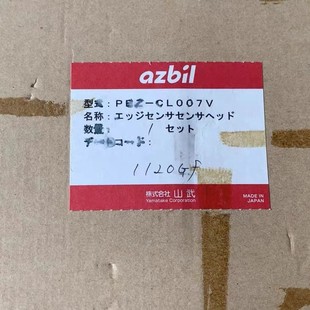 azbil
型式：PEZ-CL007V
名称：エッジセンサセンサヘッド
数量： 1 セット
デートコード：
1120Gf
株式会社 山武
Yamatake Corporation
MADE IN
JAPAN